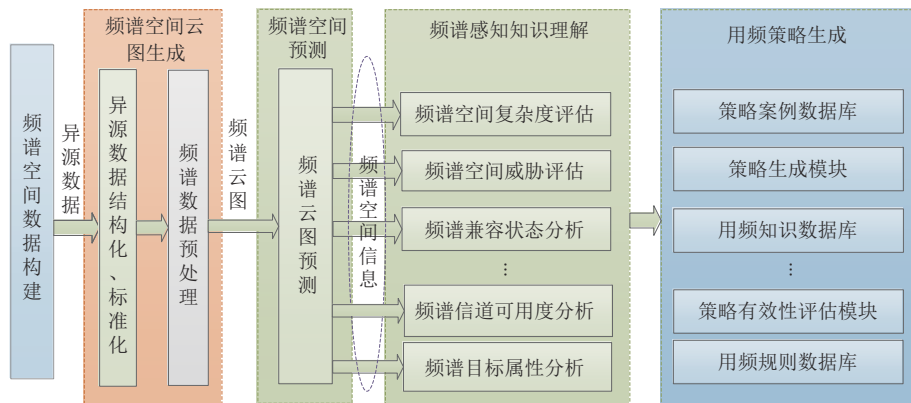 频谱空间数据构建
异源数据
频谱空间云
图生成
异源数据结构化、标准化
频谱数据预处理
频谱云图
频谱空间
预测
频谱云图预测
频谱空间信息
频谱感知知识理解
频谱空间复杂度评估
频谱空间威胁评估
频谱兼容状态分析
...
频谱信道可用度分析
频谱目标属性分析
用频策略生成
策略案例数据库
策略生成模块
用频知识数据库
...
策略有效性评估模块
用频规则数据库